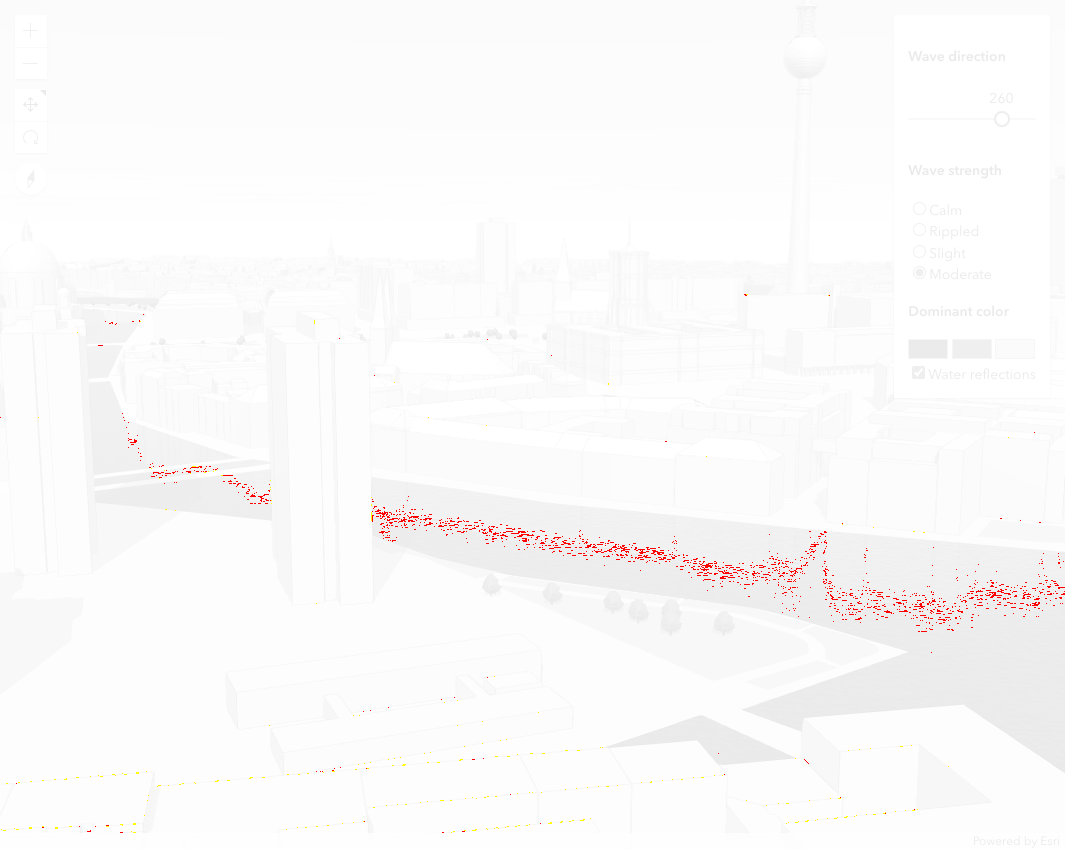 Wave direction
260
Wave strength
Calm
Rippled
Slight
Moderate
Dominant color
Water reflections
Powered by Esri